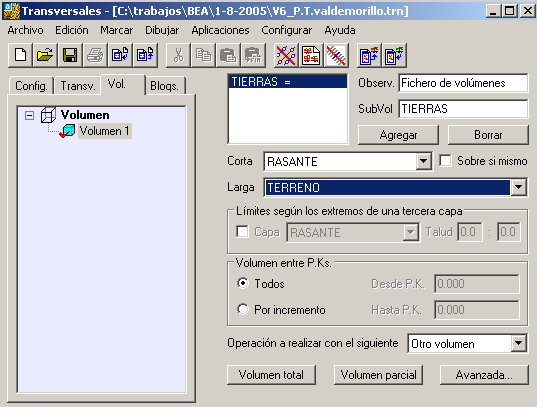 Transversales - [C:\trabajos\BEA\1-8-2005\V6_P.T.valdemorillo.trn]
Archivo Edición Marcar Dibujar Aplicaciones Configurar Ayuda
Config. Transv. Vol. Bloqs.
Volumen
Volumen 1
TIERRAS =
Observ. Fichero de volúmenes
SubVol TIERRAS
Agregar Borrar
Corta RASANTE Sobre si mismo
Larga TERRENO
Límites según los extremos de una tercera capa
Capa RASANTE Talud 0.0 : 0.0
Volumen entre P.Ks.
Todos Desde P.K. 0.000
Por incremento Hasta P.K. 0.000
Operación a realizar con el siguiente Otro volumen
Volumen total Volumen parcial Avanzada...